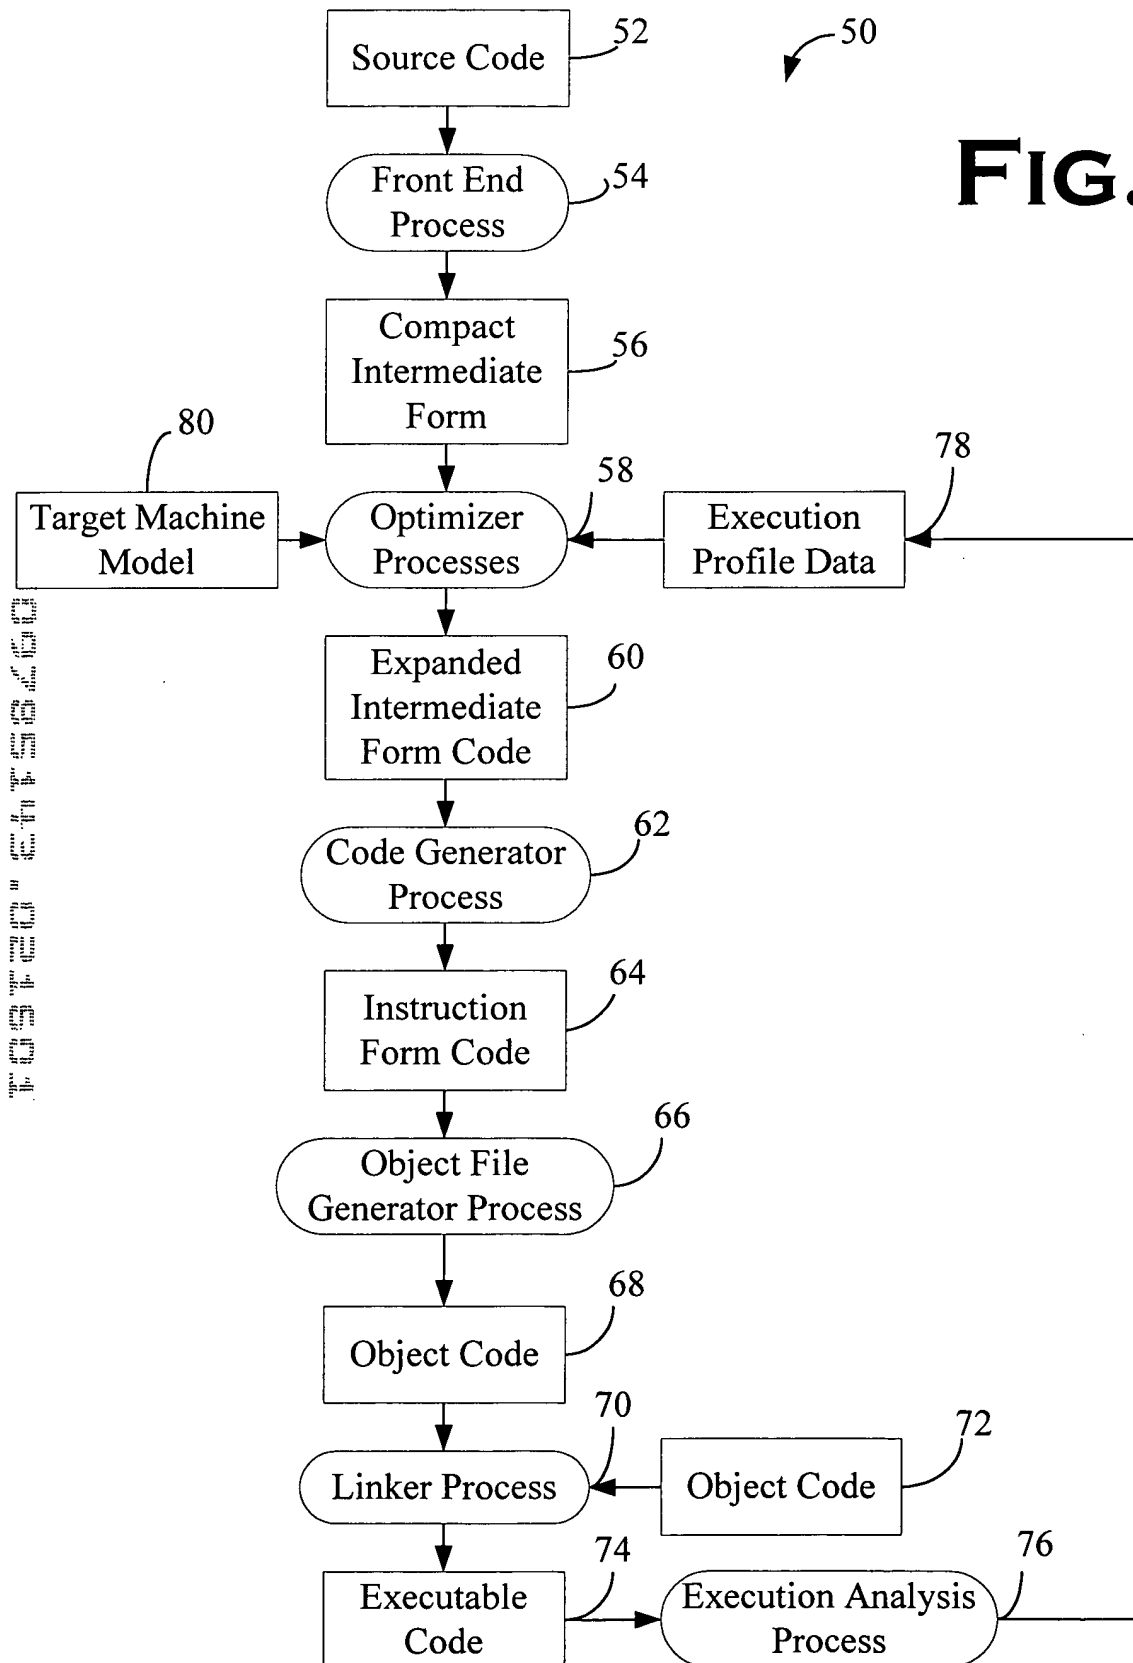 52
50
Source Code
FIG.
Front End
Process
54
Compact
Intermediate
Form
56
80
58
78
Target Machine
Model
Optimizer
Processes
Execution
Profile Data
Expanded
Intermediate
Form Code
60
Code Generator
Process
62
Instruction
Form Code
64
Object File
Generator Process
66
Object Code
68
70
72
Linker Process
Object Code
74
76
Executable
Code
Execution Analysis
Process